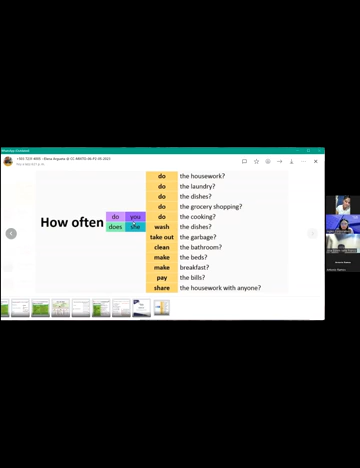 How often
do you
does she
do the housework?
do the laundry?
do the dishes?
do the grocery shopping?
do the cooking?
wash the dishes?
take out the garbage?
clean the bathroom?
make the beds?
make breakfast?
pay the bills?
share the housework with anyone?